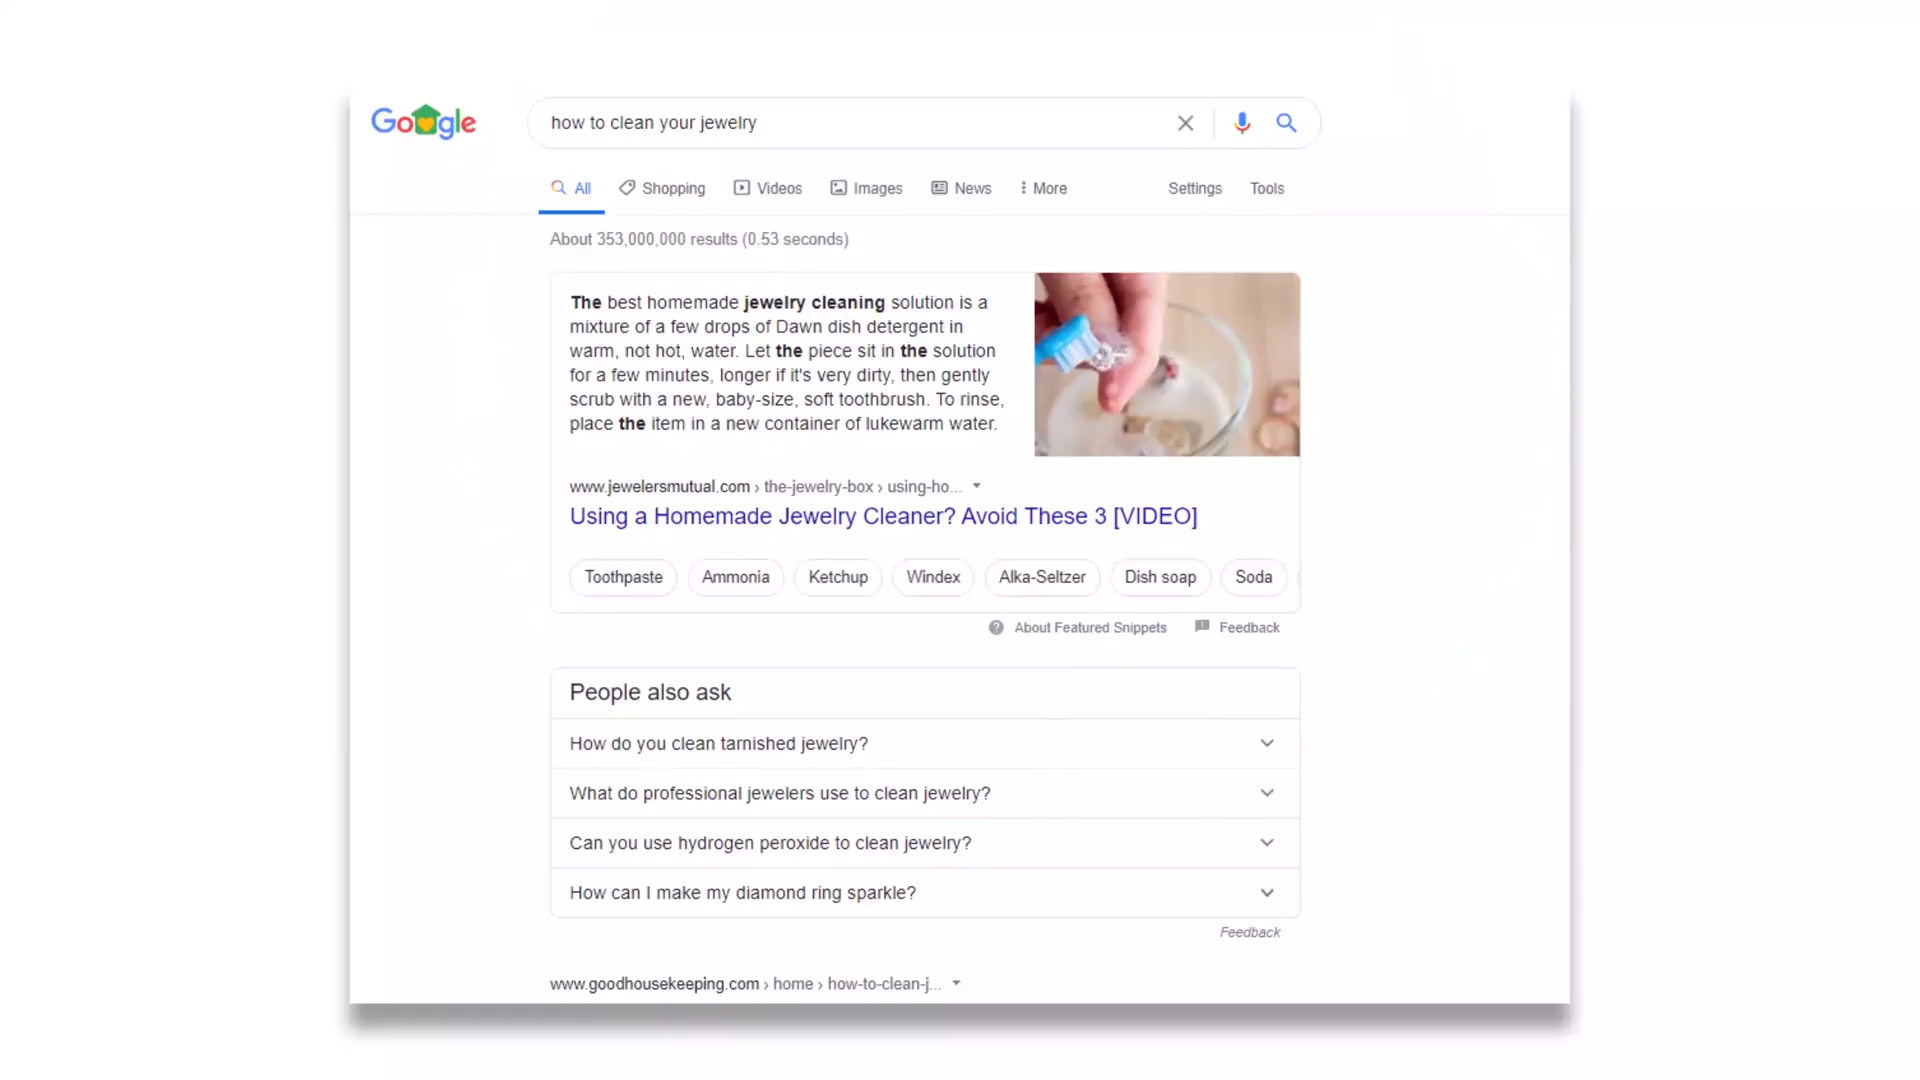 Google
how to clean your jewelry
All Shopping Videos Images News More Settings Tools
About 353,000,000 results (0.53 seconds)
The best homemade jewelry cleaning solution is a
mixture of a few drops of Dawn dish detergent in
warm, not hot, water. Let the piece sit in the solution
for a few minutes, longer if it's very dirty, then gently
scrub with a new, baby-size, soft toothbrush. To rinse,
place the item in a new container of lukewarm water.
www.jewelersmutual.com › the-jewelry-box › using-ho...
Using a Homemade Jewelry Cleaner? Avoid These 3 [VIDEO]
Toothpaste Ammonia Ketchup Windex Alka-Seltzer Dish soap Soda
About Featured Snippets Feedback
People also ask
How do you clean tarnished jewelry?
What do professional jewelers use to clean jewelry?
Can you use hydrogen peroxide to clean jewelry?
How can I make my diamond ring sparkle?
Feedback
www.goodhousekeeping.com › home › how-to-clean-j...